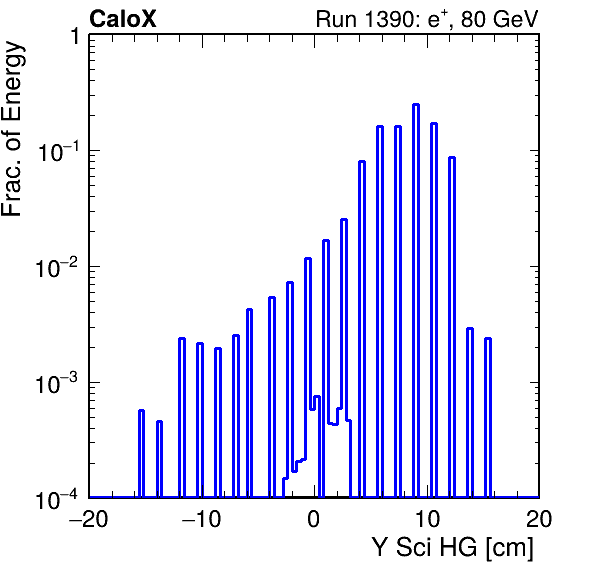 CaloX
Run 1390: e⁺, 80 GeV
Frac. of Energy
1
10⁻¹
10⁻²
10⁻³
10⁻⁴
−20
−10
0
10
20
Y Sci HG [cm]